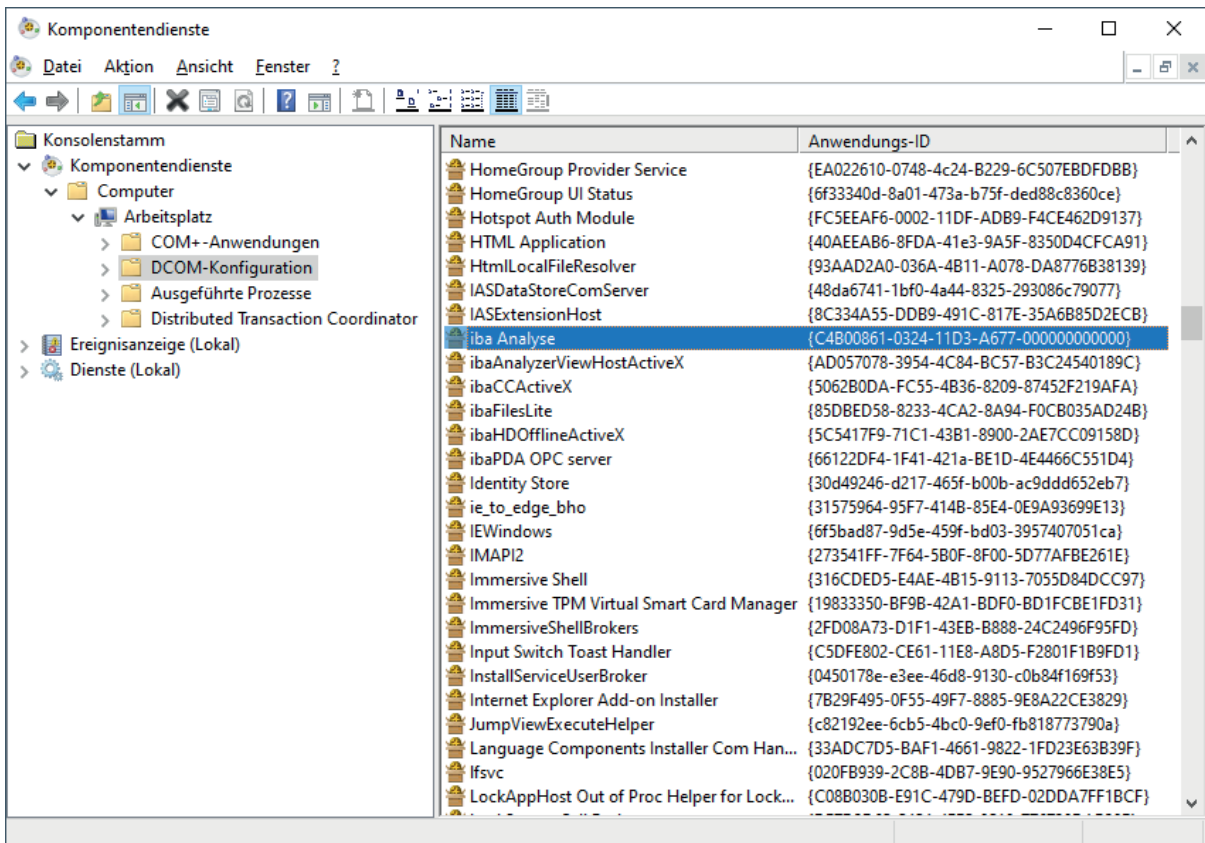 Komponentendienste
Datei Aktion Ansicht Fenster ?
Konsolenstamm
Komponentendienste
Computer
Arbeitsplatz
COM+-Anwendungen
DCOM-Konfiguration
Ausgeführte Prozesse
Distributed Transaction Coordinator
Ereignisanzeige (Lokal)
Dienste (Lokal)
Name Anwendungs-ID
HomeGroup Provider Service {EA022610-0748-4c24-B229-6C507EBDFDBB}
HomeGroup UI Status {6f33340d-8a01-473a-b75f-ded88c8360ce}
Hotspot Auth Module {FC5EEAF6-0002-11DF-ADB9-F4CE462D9137}
HTML Application {40AEEAB6-8FDA-41e3-9A5F-8350D4CFCA91}
HtmlLocalFileResolver {93AAD2A0-036A-4B11-A078-DA8776B38139}
IASDataStoreComServer {48da6741-1bf0-4a44-8325-293086c79077}
IASExtensionHost {8C334A55-DDB9-491C-817E-35A6B85D2ECB}
iba Analyse {C4B00861-0324-11D3-A677-000000000000}
ibaAnalyzerViewHostActiveX {AD057078-3954-4C84-BC57-B3C24540189C}
ibaCCActiveX {5062B0DA-FC55-4B36-8209-87452F219AFA}
ibaFilesLite {85DBED58-8233-4CA2-8A94-F0CB035AD24B}
ibaHDOfflineActiveX {5C5417F9-71C1-43B1-8900-2AE7CC09158D}
ibaPDA OPC server {66122DF4-1F41-421a-BE1D-4E4466C551D4}
Identity Store {30d49246-d217-465f-b00b-ac9ddd652eb7}
ie_to_edge_bho {31575964-95F7-414B-85E4-0E9A93699E13}
IEWindows {6f5bad87-9d5e-459f-bd03-3957407051ca}
IMAPI2 {273541FF-7F64-5B0F-8F00-5D77AFBE261E}
Immersive Shell {316CDED5-E4AE-4B15-9113-7055D84DCC97}
Immersive TPM Virtual Smart Card Manager {19833350-BF9B-42A1-BDF0-BD1FCBE1FD31}
ImmersiveShellBrokers {2FD08A73-D1F1-43EB-B888-24C2496F95FD}
Input Switch Toast Handler {C5DFE802-CE61-11E8-A8D5-F2801F1B9FD1}
InstallServiceUserBroker {0450178e-e3ee-46d8-9130-c0b84f169f53}
Internet Explorer Add-on Installer {7B29F495-0F55-49F7-8885-9E8A22CE3829}
JumpViewExecuteHelper {c82192ee-6cb5-4bc0-9ef0-fb818773790a}
Language Components Installer Com Han... {33ADC7D5-BAF1-4661-9822-1FD23E63B39F}
lfsvc {020FB939-2C8B-4DB7-9E90-9527966E38E5}
LockAppHost Out of Proc Helper for Lock... {C08B030B-E91C-479D-BEFD-02DDA7FF1BCF}